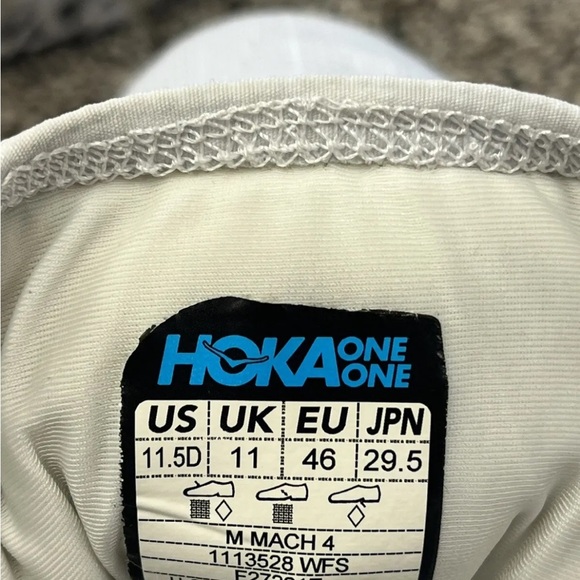 HOKA ONE ONE
US UK EU JPN
11.5D 11 46 29.5
M MACH 4
1113528 WFS